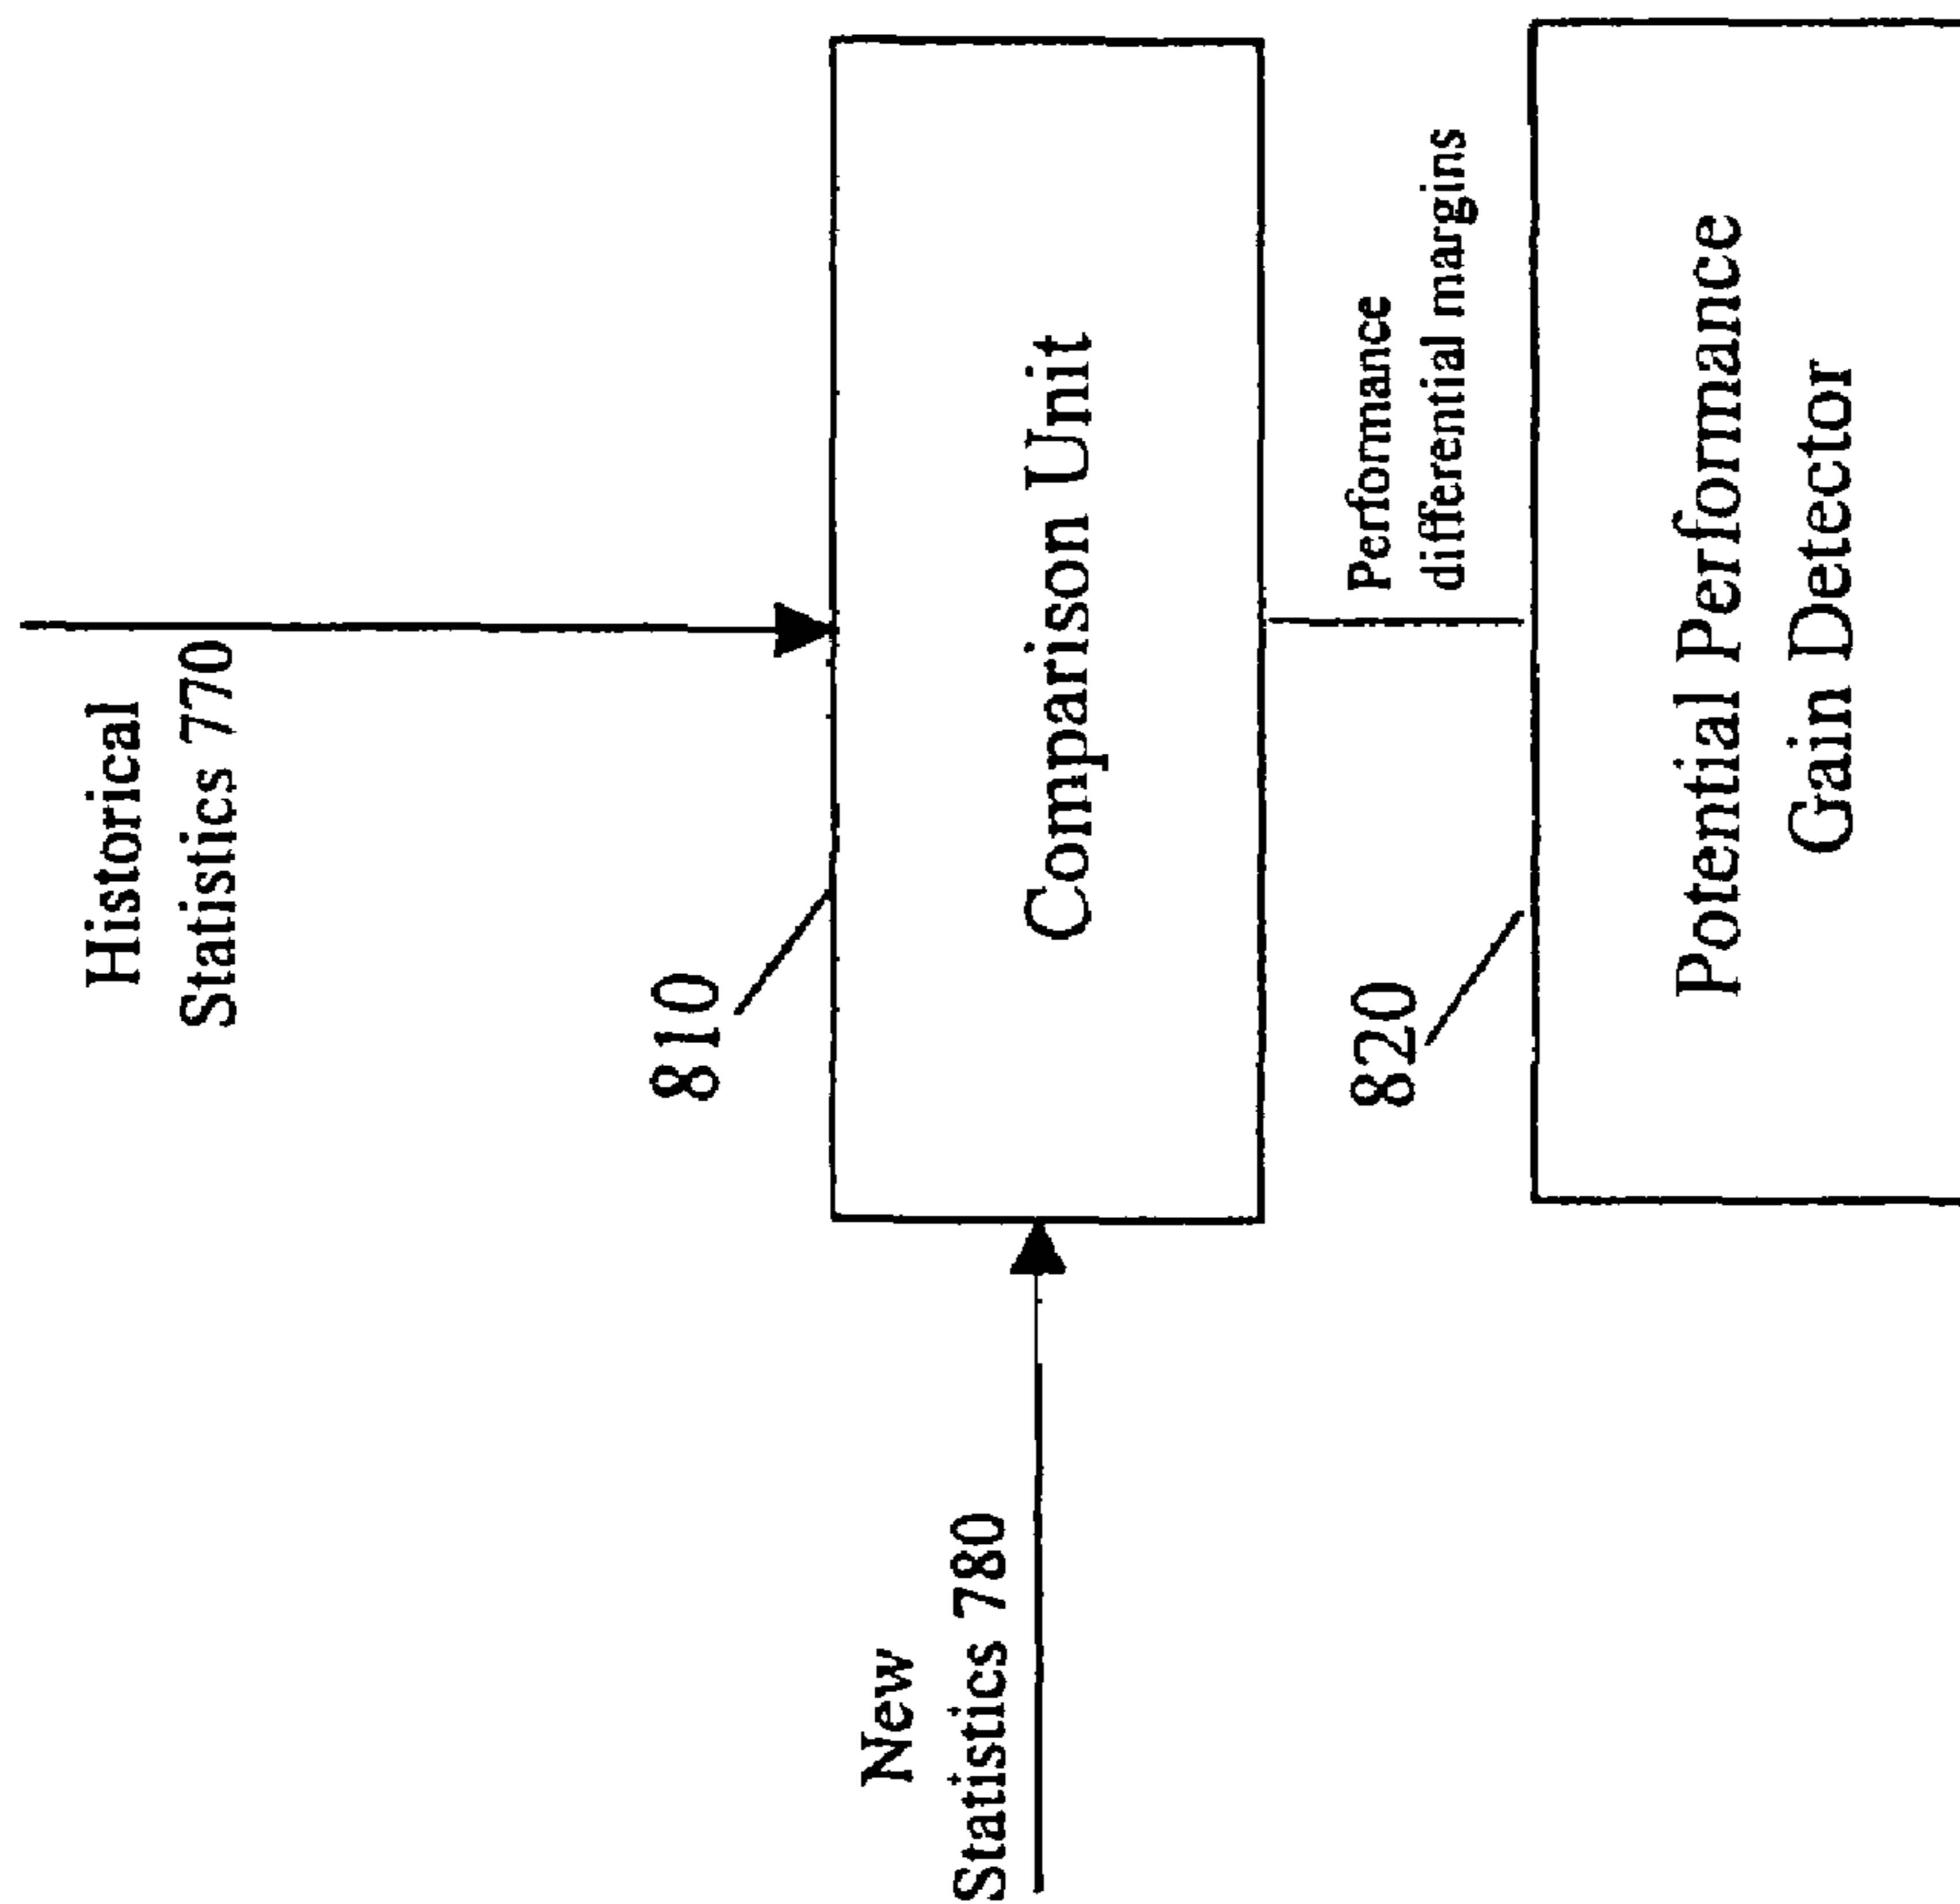 Historical
Statistics 770
810
New
Statistics 780
Comparison Unit
Performance
differential margins
820
Potential Performance
Gain Detector